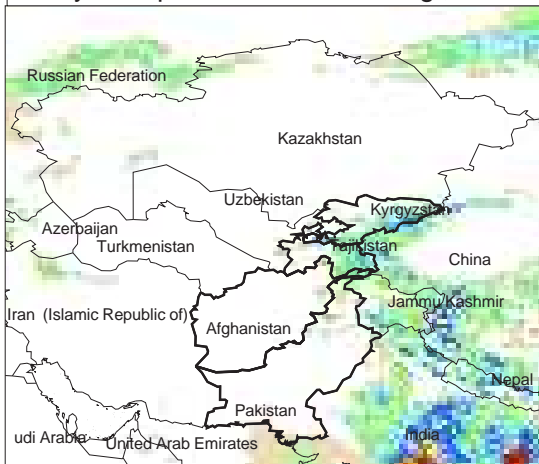 Russian Federation
Kazakhstan
Uzbekistan
Kyrgyzstan
Azerbaijan
Turkmenistan
Tajikistan
China
Jammu/Kashmir
Iran (Islamic Republic of)
Afghanistan
Nepal
Pakistan
udi Arabia
United Arab Emirates
India